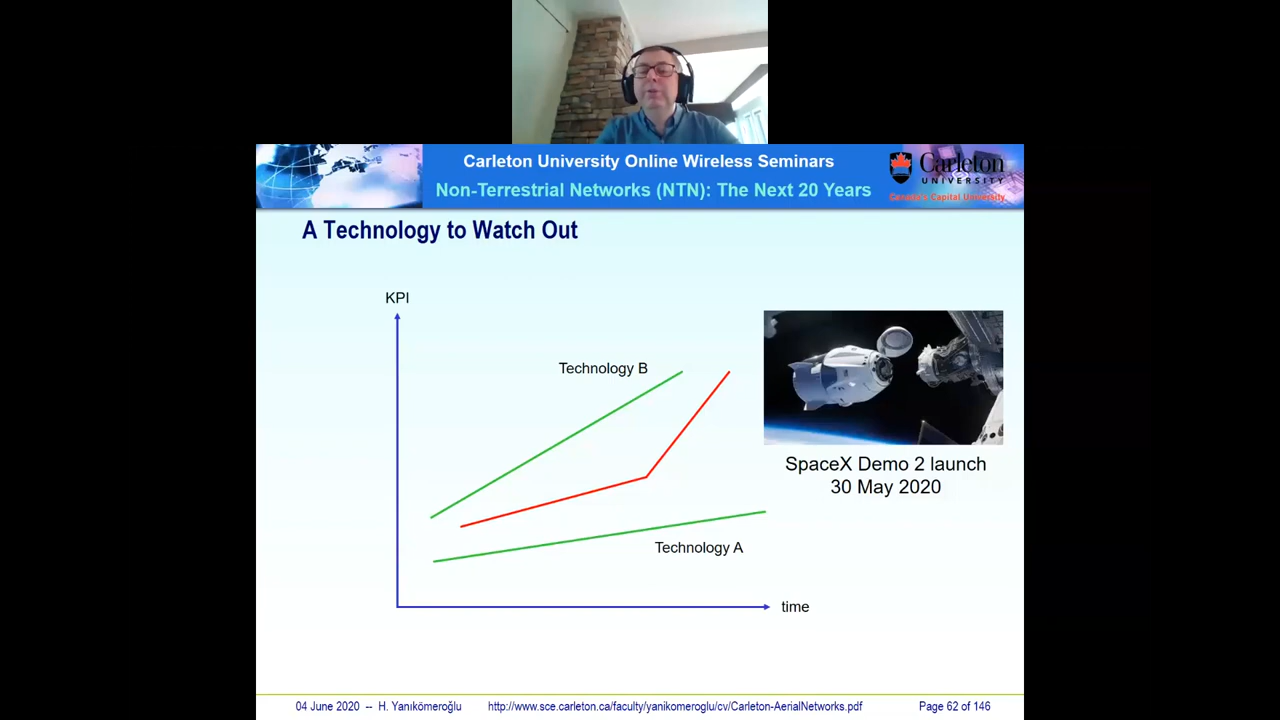 Carleton University Online Wireless Seminars
Non-Terrestrial Networks (NTN): The Next 20 Years
Carleton
UNIVERSITY
Canada's Capital University
A Technology to Watch Out
KPI
Technology B
SpaceX Demo 2 launch
30 May 2020
Technology A
time
04 June 2020 -- H. Yanıkömeroğlu
http://www.sce.carleton.ca/faculty/yanikomeroglu/cv/Carleton-AerialNetworks.pdf
Page 62 of 146